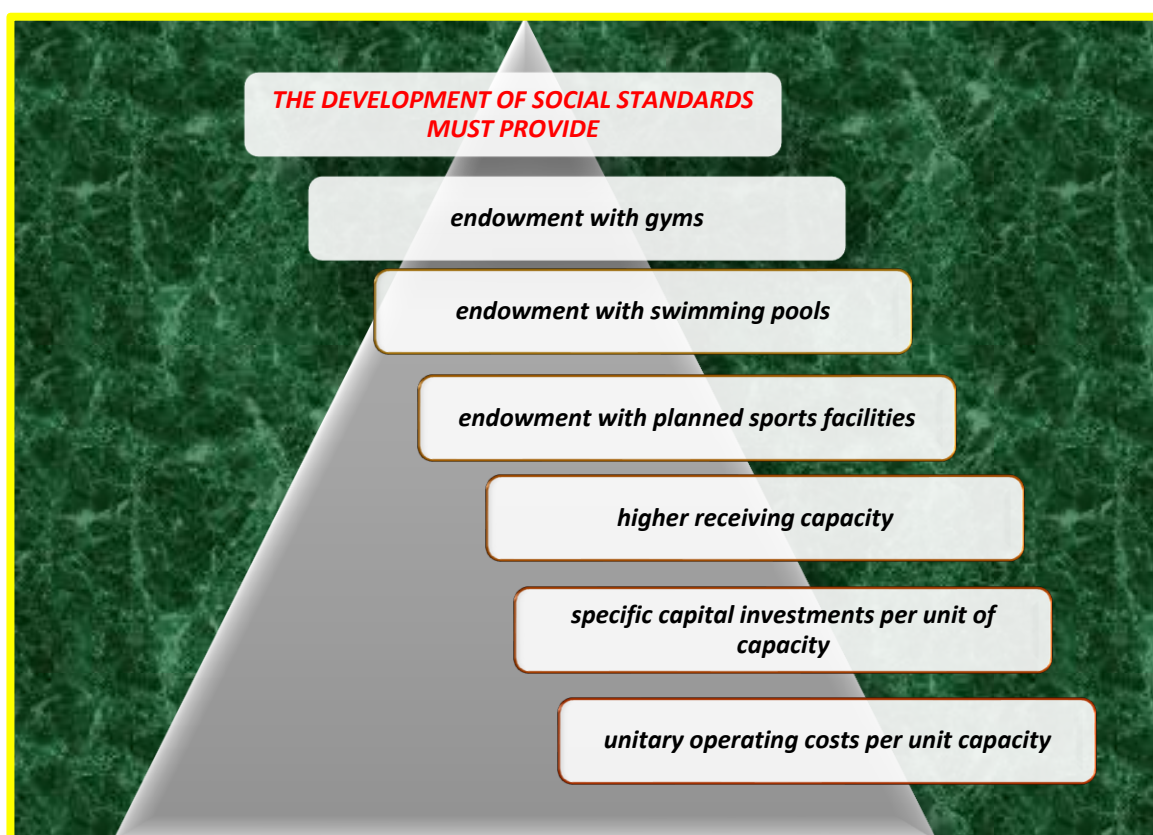 THE DEVELOPMENT OF SOCIAL STANDARDS
MUST PROVIDE
endowment with gyms
endowment with swimming pools
endowment with planned sports facilities
higher receiving capacity
specific capital investments per unit of
capacity
unitary operating costs per unit capacity